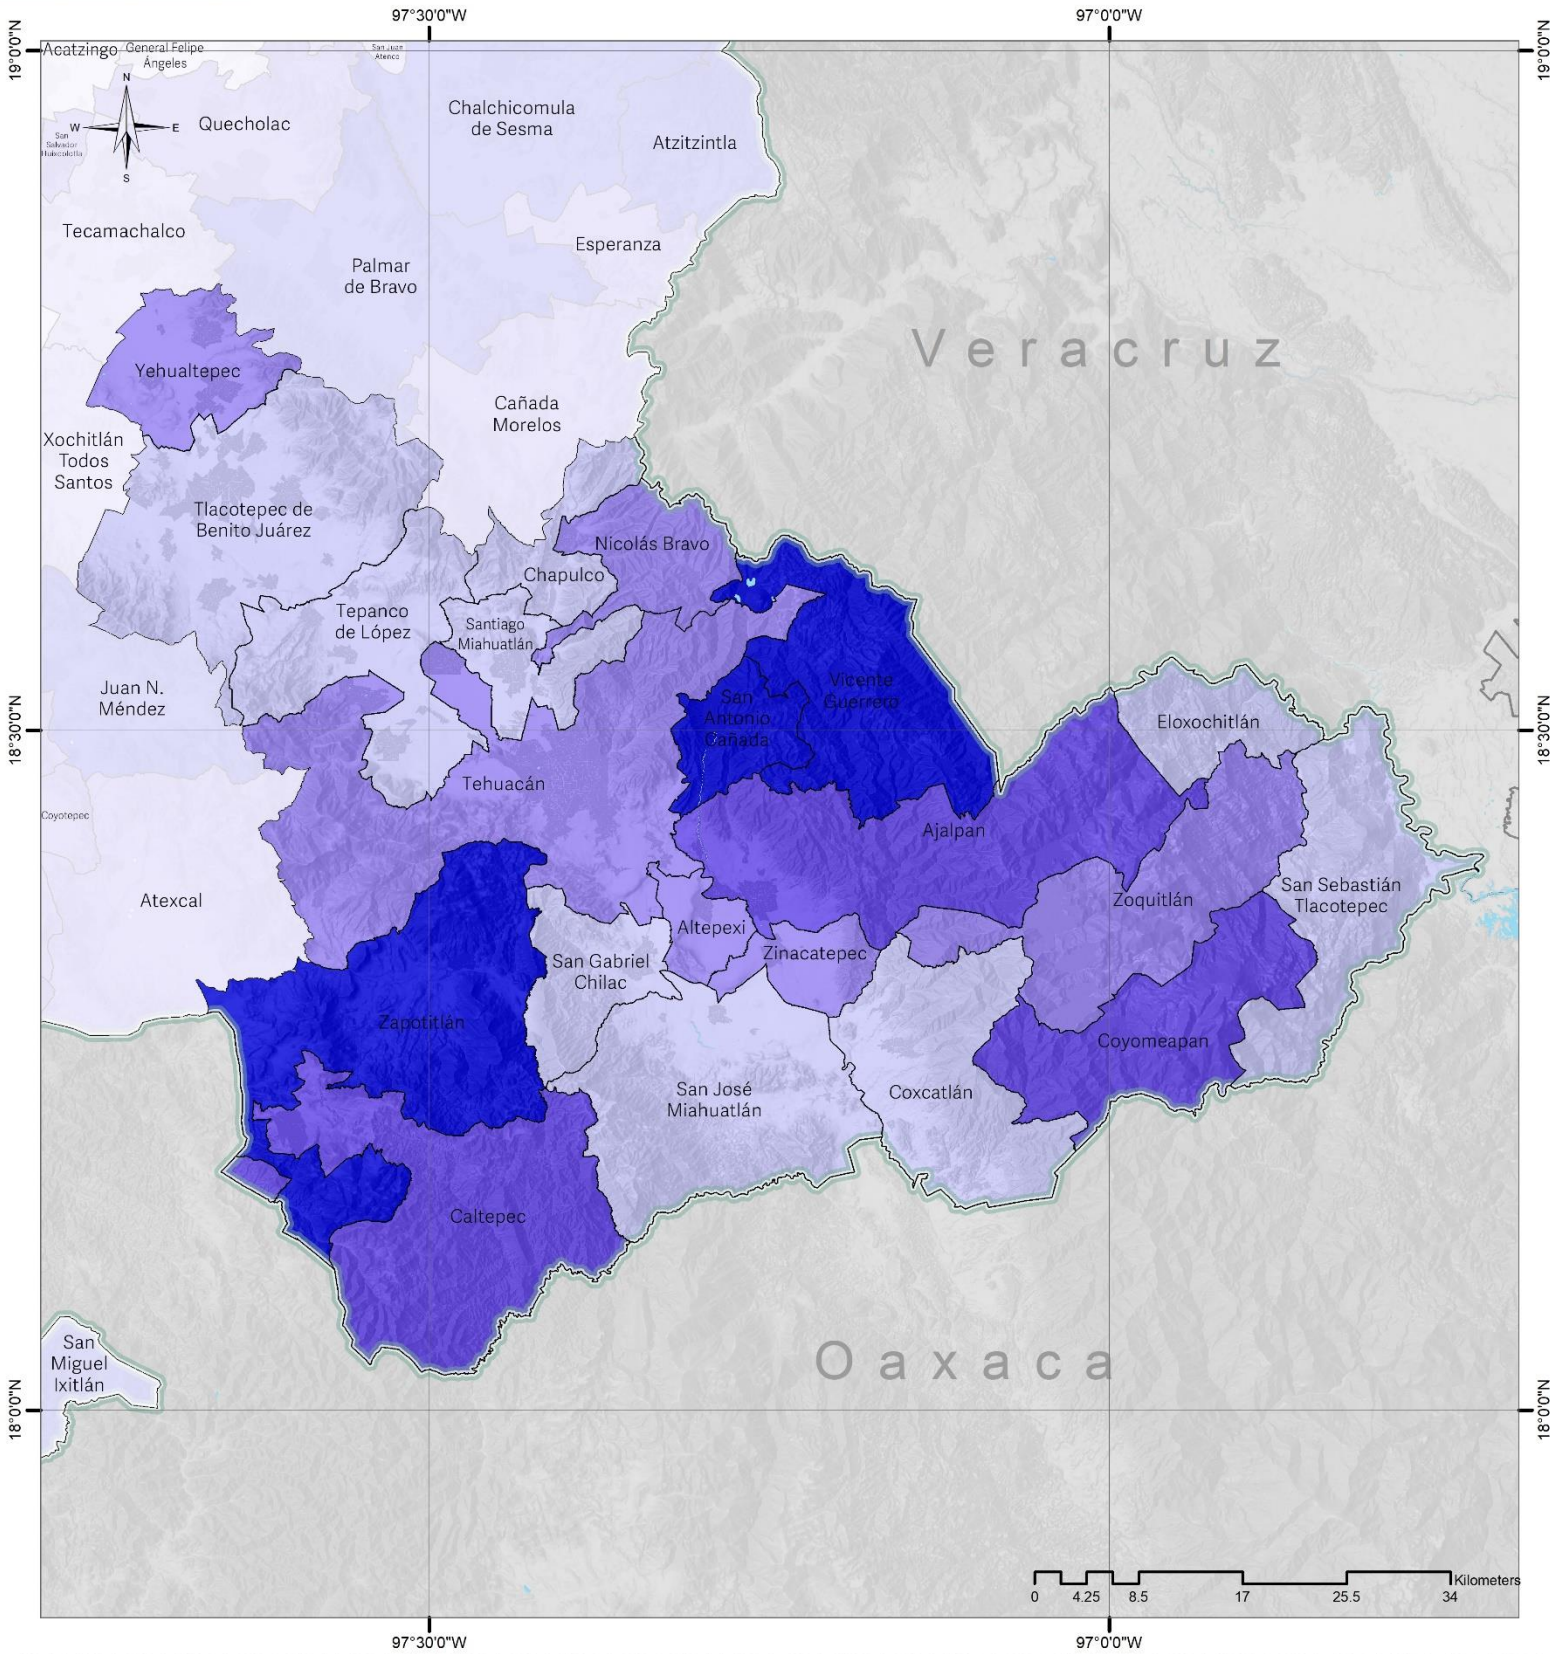 97°30'0"W
97°0'0"W
19°0'0"N
19°0'0"N
Acatzingo
General Felipe
Ángeles
San Juan
Atenco
N
W
E
S
Quecholac
San
Salvador
Huixcolotla
Chalchicomula
de Sesma
Atzitzintla
Tecamachalco
Esperanza
Palmar
de Bravo
Veracruz
Yehualtepec
Cañada
Morelos
Xochitlán
Todos
Santos
Tlacotepec de
Benito Juárez
Nicolás Bravo
Chapulco
Tepanco
de López
Santiago
Miahuatlán
Juan N.
Méndez
San
Antonio
Cañada
Vicente
Guerrero
Eloxochitlán
18°30'0"N
18°30'0"N
Tehuacán
Coyotepec
Ajalpan
Atexcal
Zoquitlán
San Sebastián
Tlacotepec
Altepexi
Zinacatepec
San Gabriel
Chilac
Zapotitlán
Coyomeapan
San José
Miahuatlán
Coxcatlán
Caltepec
San
Miguel
Ixitlán
Oaxaca
18°0'0"N
18°0'0"N
Kilometers
0
4.25
8.5
17
25.5
34
97°30'0"W
97°0'0"W